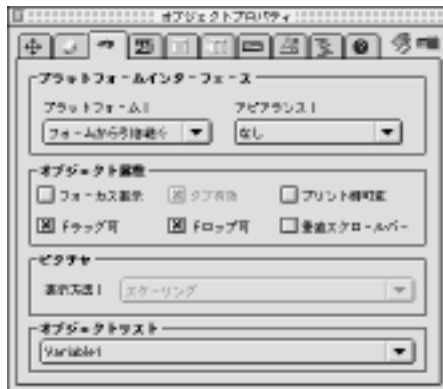 オブジェクトプロパティ
プラットフォームインターフェース
プラットフォーム:
アピアランス:
フォームから引き継ぐ
なし
オブジェクト属性
フォーカス表示
タブ有効
プリント時可変
ドラッグ可
ドロップ可
垂直スクロールバー
ピクチャ
表示方法:
スケーリング
オブジェクトリスト
Variable1